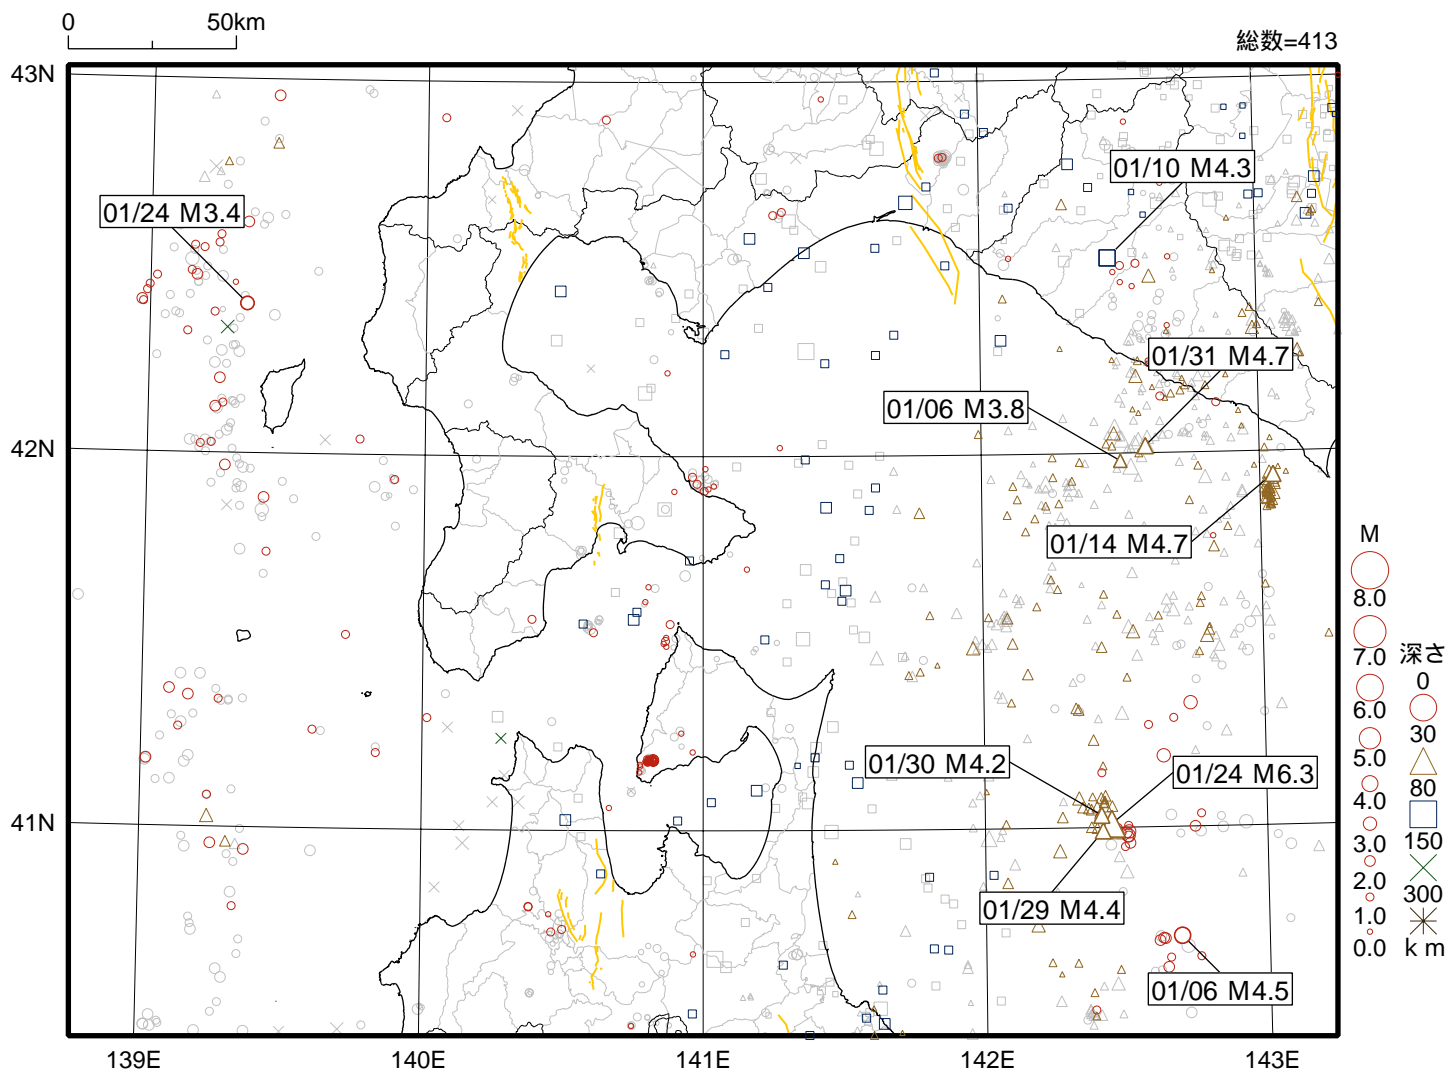 0 50km
総数=413
43N
42N
41N
139E 140E 141E 142E 143E
01/24 M3.4
01/10 M4.3
01/31 M4.7
01/06 M3.8
01/14 M4.7
01/30 M4.2
01/24 M6.3
01/29 M4.4
01/06 M4.5
M
8.0
7.0
6.0
5.0
4.0
3.0
2.0
1.0
0.0
深さ
0
30
80
150
300
km